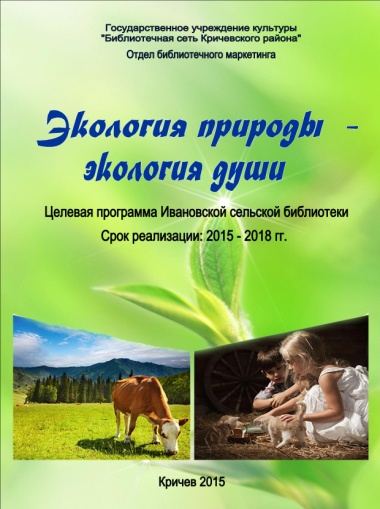 Государственное учреждение культуры
"Библиотечная сеть Кричевского района"
Отдел библиотечного маркетинга
Экология природы -
экология души
Целевая программа Ивановской сельской библиотеки
Срок реализации: 2015 - 2018 гг.
Кричев 2015